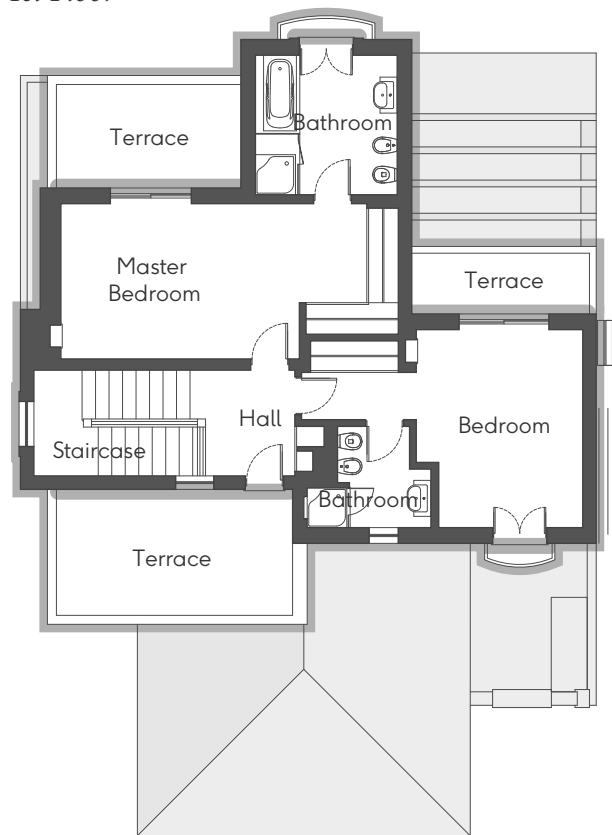 Bathroom
Terrace
Master
Bedroom
Terrace
Hall
Bedroom
Staircase
Bathroom
Terrace